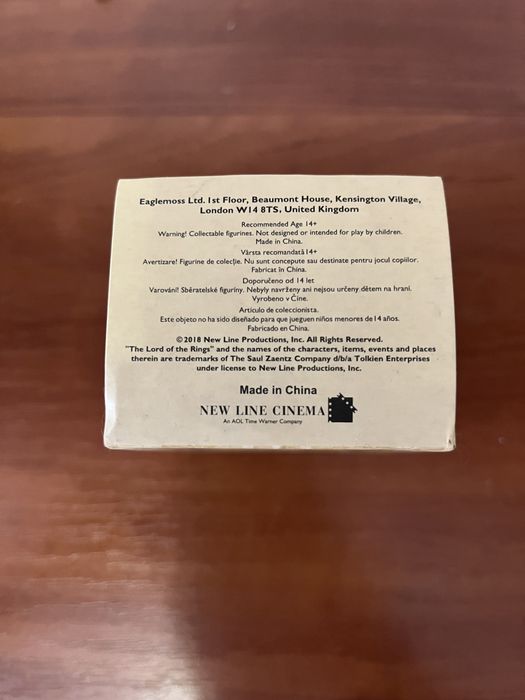 Eaglemoss Ltd. 1st Floor, Beaumont House, Kensington Village,
London W14 8TS, United Kingdom
Recommended Age 14+
Warning! Collectable figurines. Not designed or intended for play by children.
Made in China.
Vârsta recomandată 14+
Avertizare! Figurine de colecţie. Nu sunt concepute sau destinate pentru jocul copiilor.
Fabricat în China.
Doporučeno od 14 let
Varování! Sběratelské figuríny. Nebyly navrženy ani nejsou určeny dětem na hraní.
Vyrobeno v Číne.
Artículo de coleccionista.
Este objeto no ha sido diseñado para que jueguen niños menores de 14 años.
Fabricado en China.
©2018 New Line Productions, Inc. All Rights Reserved.
"The Lord of the Rings" and the names of the characters, items, events and places
therein are trademarks of The Saul Zaentz Company d/b/a Tolkien Enterprises
under license to New Line Productions, Inc.
Made in China
NEW LINE CINEMA
An AOL Time Warner Company